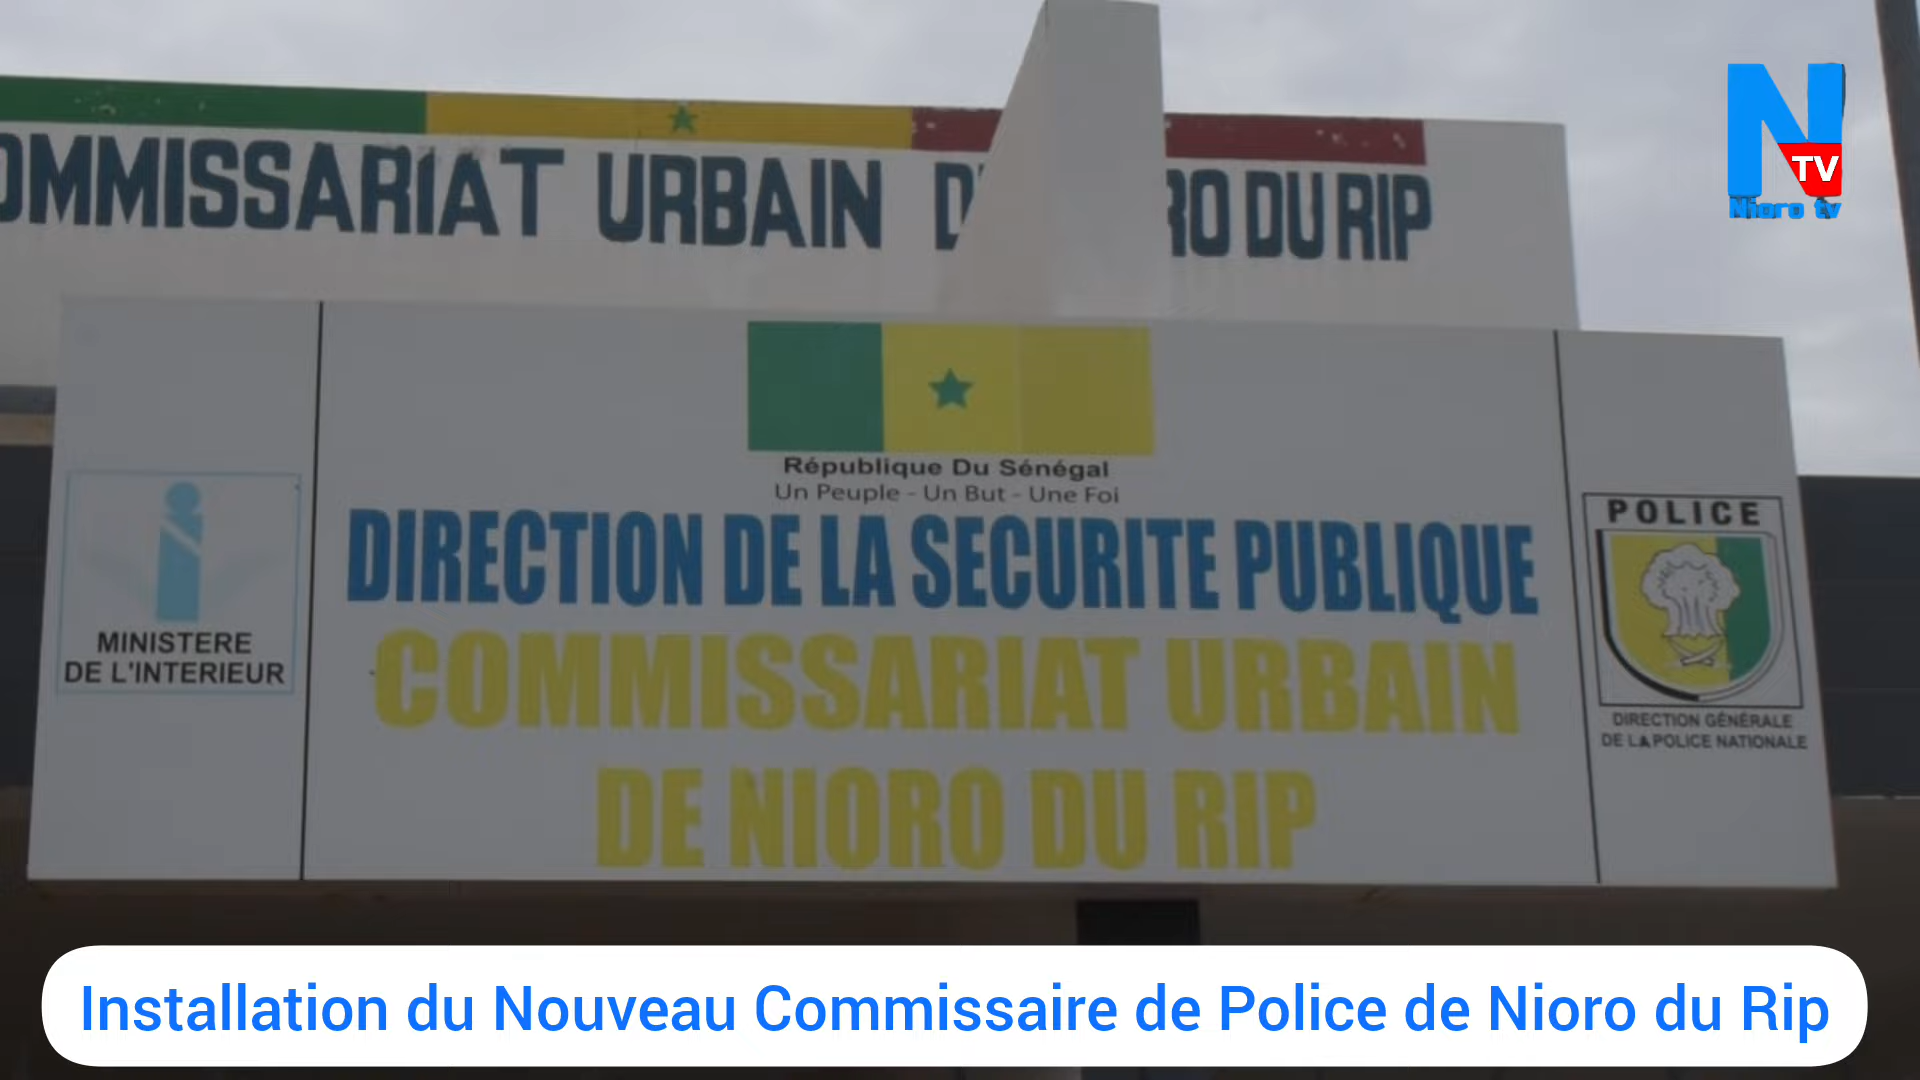 OMMISSARIAT URBAIN D RO DU RIP
N TV
Nioro tv
République Du Sénégal
Un Peuple - Un But - Une Foi
DIRECTION DE LA SECURITE PUBLIQUE
COMMISSARIAT URBAIN
DE NIORO DU RIP
MINISTERE
DE L'INTERIEUR
POLICE
DIRECTION GÉNÉRALE
DE LA POLICE NATIONALE
Installation du Nouveau Commissaire de Police de Nioro du Rip